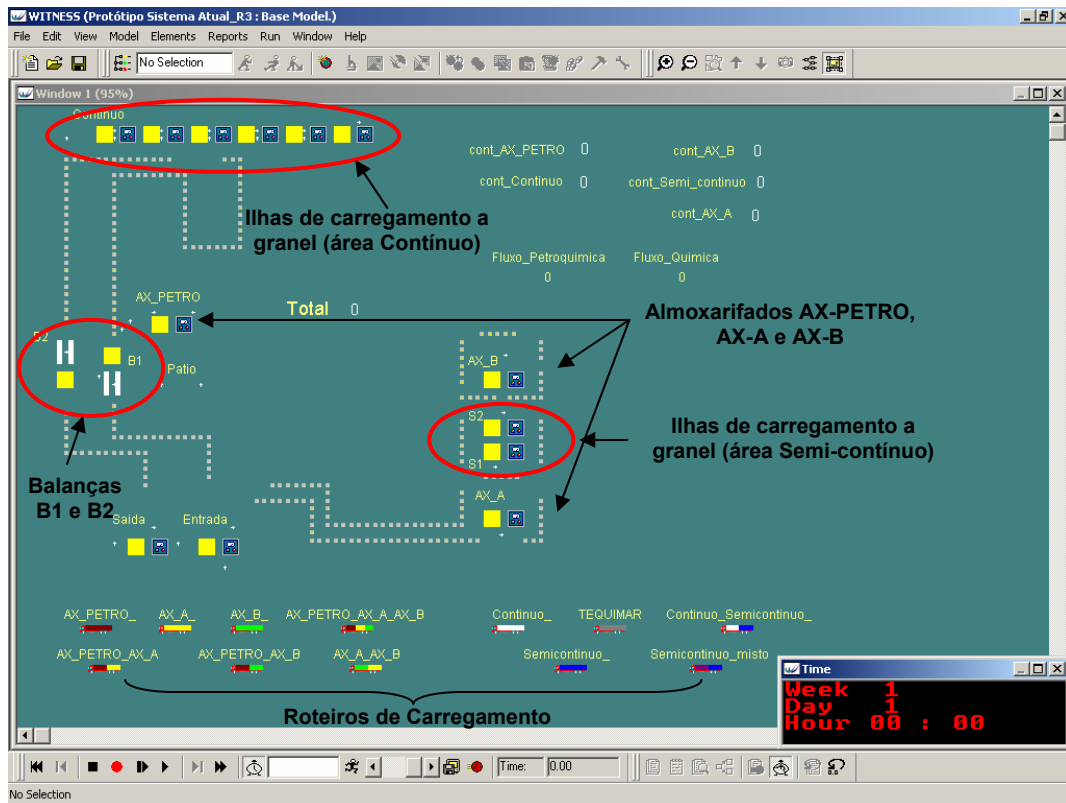 WITNESS (Protótipo Sistema Atual_R3 : Base Model.)
File Edit View Model Elements Reports Run Window Help
No Selection
Window 1 (95%)
Continuo
cont_AX_PETRO 0
cont_AX_B 0
cont_Continuo 0
cont_Semi_continuo 0
cont_AX_A 0
Ilhas de carregamento a
granel (área Contínuo)
Fluxo_Petroquimica
0
Fluxo_Quimica
0
AX_PETRO
Total 0
Almoxarifados AX-PETRO,
AX-A e AX-B
B2
B1
Patio
AX_B
S2
S1
Ilhas de carregamento a
granel (área Semi-contínuo)
Balanças
B1 e B2
AX_A
Saida
Entrada
AX_PETRO_ AX_A_ AX_B_ AX_PETRO_AX_A_AX_B Continuo_ TEQUIMAR Continuo_Semicontinuo_
AX_PETRO_AX_A AX_PETRO_AX_B AX_A_AX_B Semicontinuo_ Semicontinuo_misto
Roteiros de Carregamento
Time
Week 1
Day 1
Hour 00 : 00
Time: 0.00
No Selection